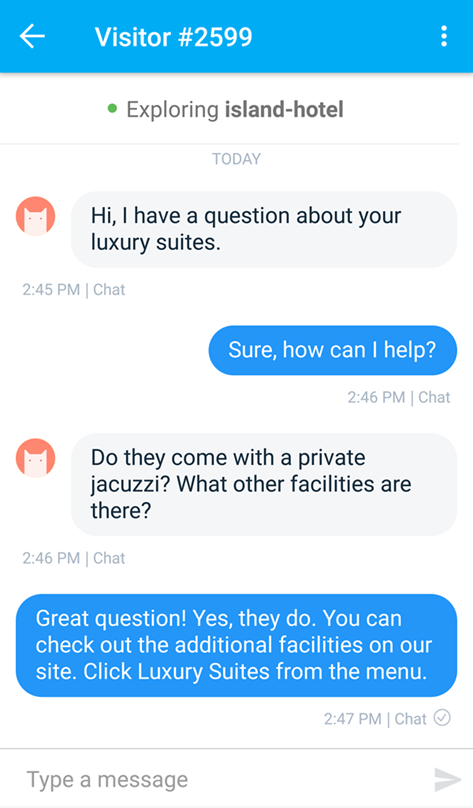 Visitor #2599
Exploring island-hotel
TODAY
Hi, I have a question about your
luxury suites.
2:45 PM | Chat
Sure, how can I help?
2:46 PM | Chat
Do they come with a private
jacuzzi? What other facilities are
there?
2:46 PM | Chat
Great question! Yes, they do. You can
check out the additional facilities on our
site. Click Luxury Suites from the menu.
2:47 PM | Chat
Type a message